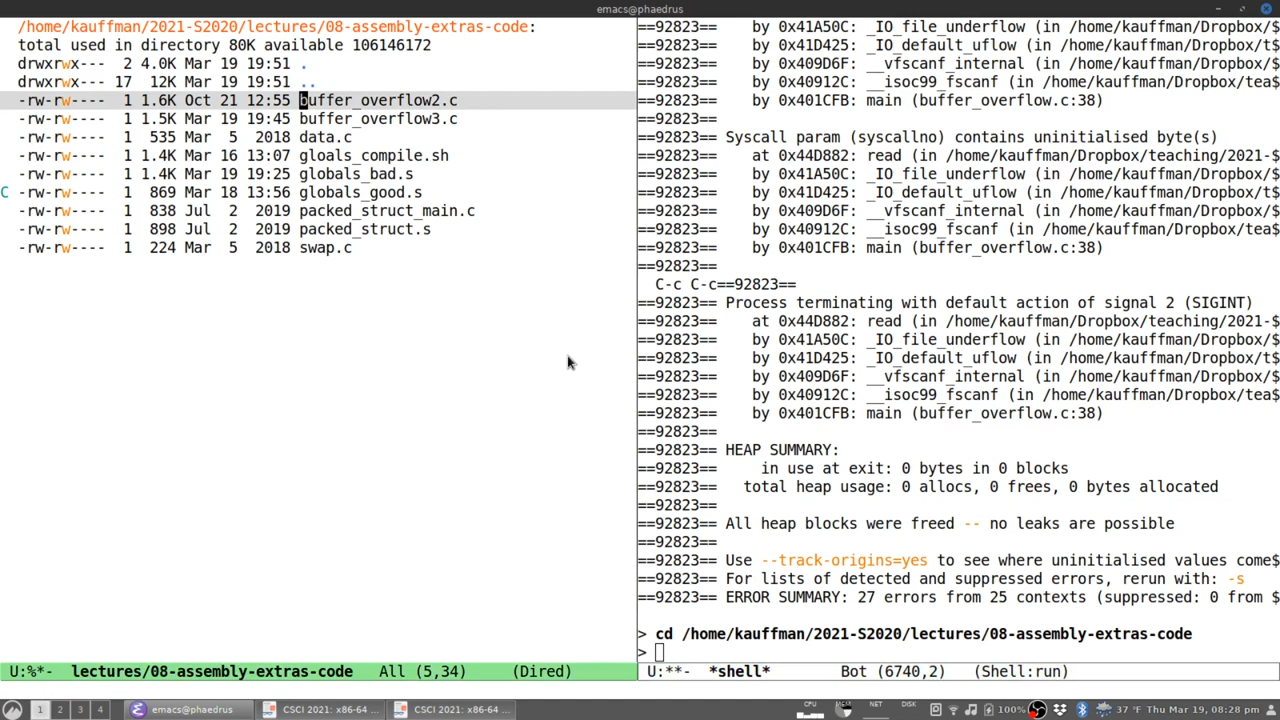 emacs@phaedrus
/home/kauffman/2021-S2020/lectures/08-assembly-extras-code:
total used in directory 80K available 106146172
drwxrwx--- 2 4.0K Mar 19 19:51 .
drwxrwx--- 17 12K Mar 19 19:51 ..
-rw-rw---- 1 1.6K Oct 21 12:55 buffer_overflow2.c
-rw-rw---- 1 1.5K Mar 19 19:45 buffer_overflow3.c
-rw-rw---- 1 535 Mar 5 2018 data.c
-rw-rw---- 1 1.4K Mar 16 13:07 gloals_compile.sh
-rw-rw---- 1 1.4K Mar 19 19:25 globals_bad.s
C -rw-rw---- 1 869 Mar 18 13:56 globals_good.s
-rw-rw---- 1 838 Jul 2 2019 packed_struct_main.c
-rw-rw---- 1 898 Jul 2 2019 packed_struct.s
-rw-rw---- 1 224 Mar 5 2018 swap.c
U:%*- lectures/08-assembly-extras-code All (5,34) (Dired)
==92823== by 0x41A50C: _IO_file_underflow (in /home/kauffman/Dropbox/$
==92823== by 0x41D425: _IO_default_uflow (in /home/kauffman/Dropbox/t$
==92823== by 0x409D6F: __vfscanf_internal (in /home/kauffman/Dropbox/$
==92823== by 0x40912C: __isoc99_fscanf (in /home/kauffman/Dropbox/tea$
==92823== by 0x401CFB: main (buffer_overflow.c:38)
==92823==
==92823== Syscall param (syscallno) contains uninitialised byte(s)
==92823== at 0x44D882: read (in /home/kauffman/Dropbox/teaching/2021-$
==92823== by 0x41A50C: _IO_file_underflow (in /home/kauffman/Dropbox/$
==92823== by 0x41D425: _IO_default_uflow (in /home/kauffman/Dropbox/t$
==92823== by 0x409D6F: __vfscanf_internal (in /home/kauffman/Dropbox/$
==92823== by 0x40912C: __isoc99_fscanf (in /home/kauffman/Dropbox/tea$
==92823== by 0x401CFB: main (buffer_overflow.c:38)
==92823==
C-c C-c==92823==
==92823== Process terminating with default action of signal 2 (SIGINT)
==92823== at 0x44D882: read (in /home/kauffman/Dropbox/teaching/2021-$
==92823== by 0x41A50C: _IO_file_underflow (in /home/kauffman/Dropbox/$
==92823== by 0x41D425: _IO_default_uflow (in /home/kauffman/Dropbox/t$
==92823== by 0x409D6F: __vfscanf_internal (in /home/kauffman/Dropbox/$
==92823== by 0x40912C: __isoc99_fscanf (in /home/kauffman/Dropbox/tea$
==92823== by 0x401CFB: main (buffer_overflow.c:38)
==92823==
==92823== HEAP SUMMARY:
==92823== in use at exit: 0 bytes in 0 blocks
==92823== total heap usage: 0 allocs, 0 frees, 0 bytes allocated
==92823==
==92823== All heap blocks were freed -- no leaks are possible
==92823==
==92823== Use --track-origins=yes to see where uninitialised values come$
==92823== For lists of detected and suppressed errors, rerun with: -s
==92823== ERROR SUMMARY: 27 errors from 25 contexts (suppressed: 0 from $
> cd /home/kauffman/2021-S2020/lectures/08-assembly-extras-code
>
U:**- *shell* Bot (6740,2) (Shell:run)
1 2 3 4 emacs@phaedrus CSCI 2021: x86-64 ... CSCI 2021: x86-64 ... CPU MEM NET DISK 100% 37 °F Thu Mar 19, 08:28 pm